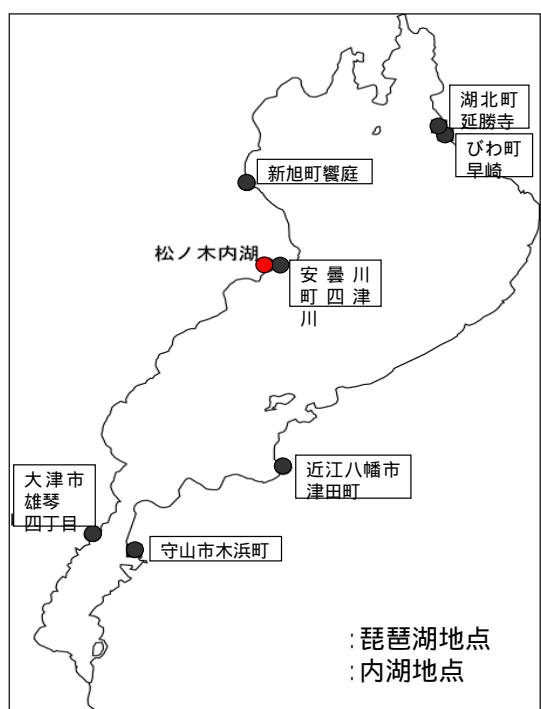 湖北町
延勝寺
びわ町
早崎
新旭町饗庭
松ノ木内湖
安曇川
町四津
川
近江八幡市
津田町
大津市
雄琴
四丁目
守山市木浜町
:琵琶湖地点
:内湖地点